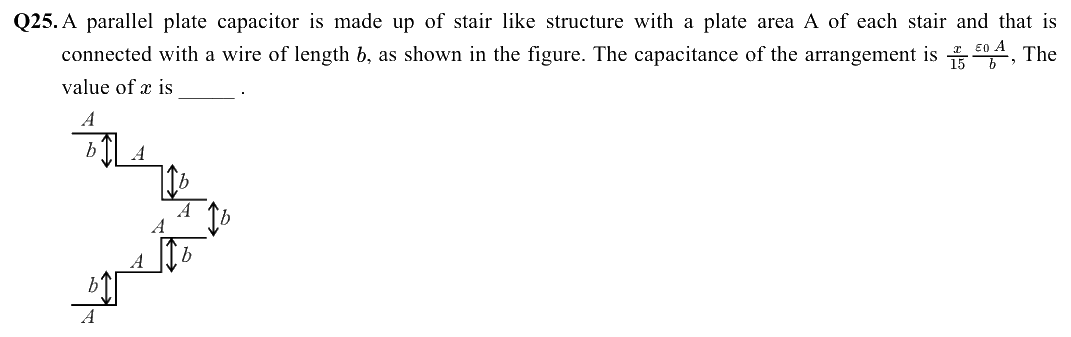 Q25. A parallel plate capacitor is made up of stair like structure with a plate area A of each stair and that is
connected with a wire of length b, as shown in the figure. The capacitance of the arrangement is x/15 ε0 A/b, The
value of x is _____ .
A
b A
b
A b
A
A b
b
A